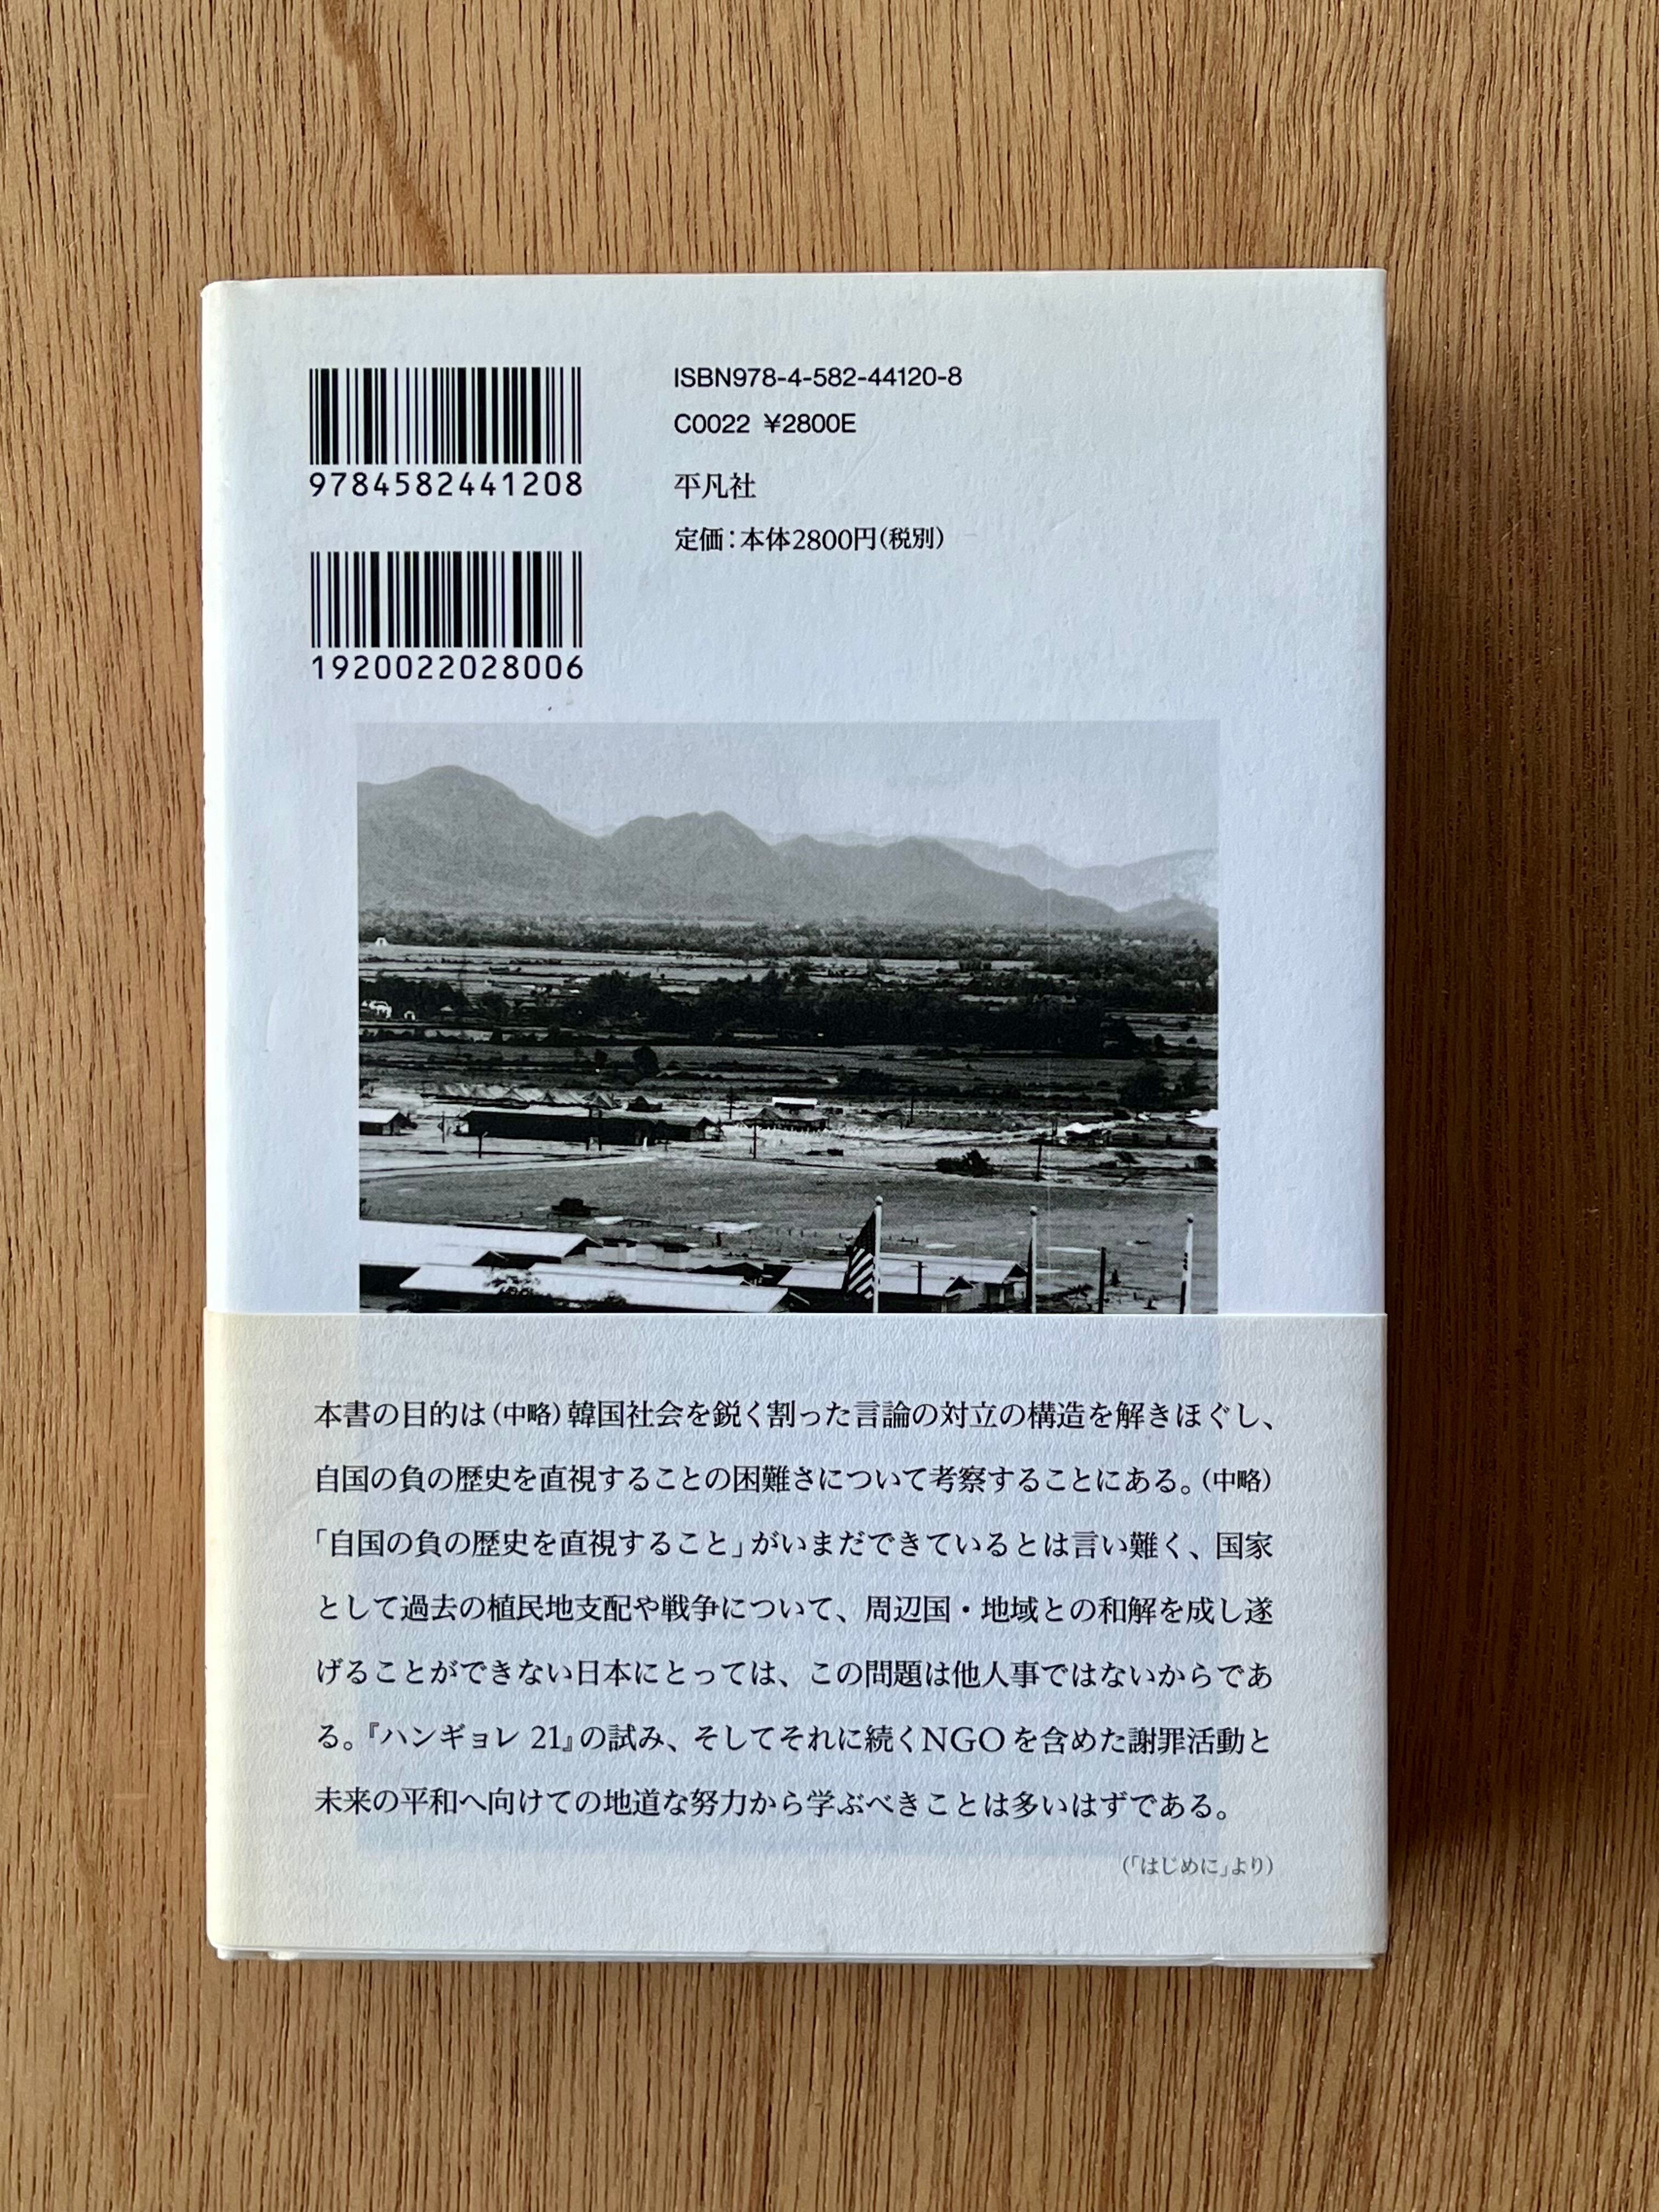 ISBN978-4-582-44120-8
C0022 ¥2800E
平凡社
定価：本体2800円（税別）
9784582441208
1920022028006
本書の目的は（中略）韓国社会を鋭く割った言論の対立の構造を解きほぐし、
自国の負の歴史を直視することの困難さについて考察することにある。（中略）
「自国の負の歴史を直視すること」がいまだできているとは言い難く、国家
として過去の植民地支配や戦争について、周辺国・地域との和解を成し遂
げることができない日本にとっては、この問題は他人事ではないからであ
る。『ハンギョレ 21』の試み、そしてそれに続くNGOを含めた謝罪活動と
未来の平和へ向けての地道な努力から学ぶべきことは多いはずである。
（「はじめに」より）